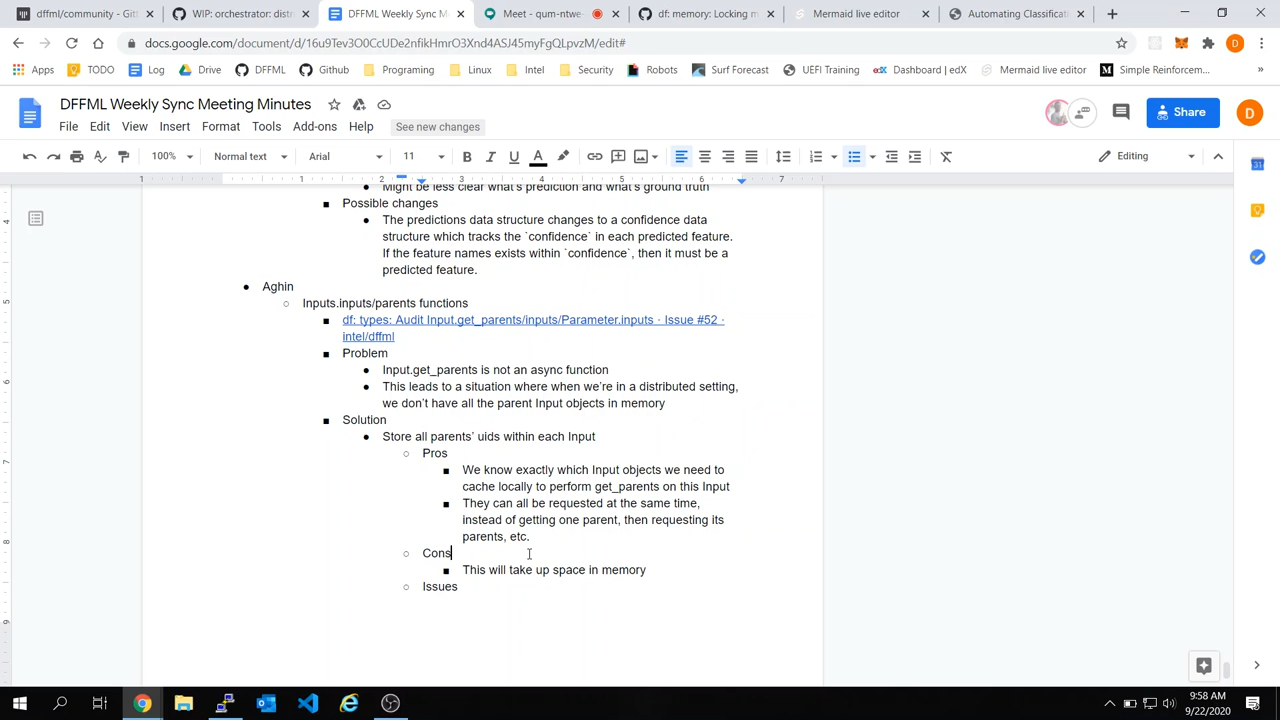 dffml/community - Gitt
WIP: orchestrator: distri
DFFML Weekly Sync M
Meet - qum-ntwe-
df: memory: Locking m
Mermaid live editor
Automating Classificati
docs.google.com/document/d/16u9Tev3O0CcUDe2nfikHmrO3Xnd4ASJ45myFgQLpvzM/edit#
Apps TODO Log Drive DFFML Github Programing Linux Intel Security Robots Surf Forecast UEFI Training Dashboard | edX Mermaid live editor Simple Reinforcem... »
DFFML Weekly Sync Meeting Minutes
File Edit View Insert Format Tools Add-ons Help See new changes
Share
D
100% Normal text Arial 11 Editing
1 1 2 3 4 5 6 7
Might be less clear what's prediction and what's ground truth
Possible changes
The predictions data structure changes to a confidence data
structure which tracks the `confidence` in each predicted feature.
If the feature names exists within `confidence`, then it must be a
predicted feature.
Aghin
Inputs.inputs/parents functions
df: types: Audit Input.get_parents/inputs/Parameter.inputs · Issue #52 ·
intel/dffml
Problem
Input.get_parents is not an async function
This leads to a situation where when we're in a distributed setting,
we don't have all the parent Input objects in memory
Solution
Store all parents' uids within each Input
Pros
We know exactly which Input objects we need to
cache locally to perform get_parents on this Input
They can all be requested at the same time,
instead of getting one parent, then requesting its
parents, etc.
Cons
This will take up space in memory
Issues
9:58 AM
9/22/2020